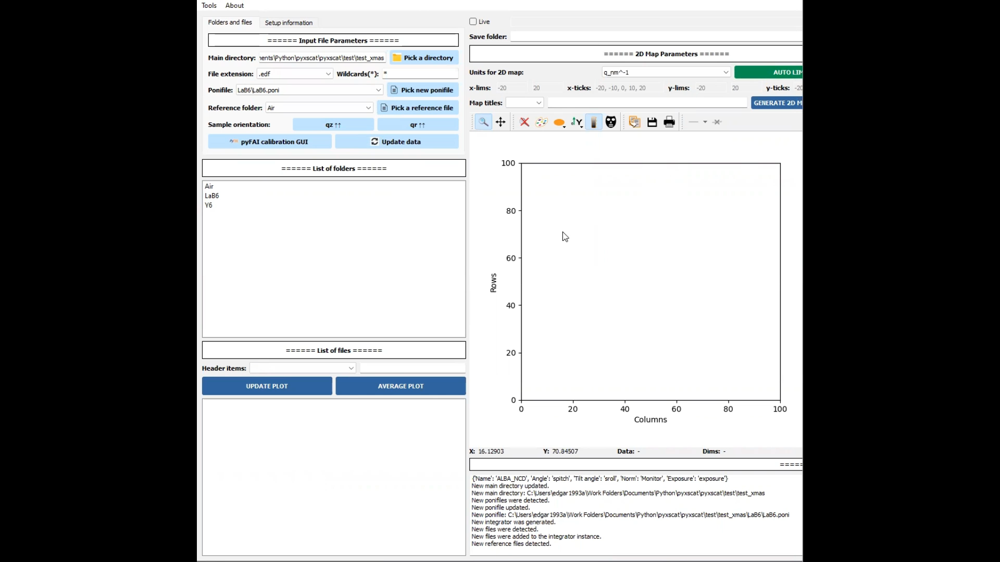 Tools About
Folders and files Setup information
====== Input File Parameters ======
Main directory: nents\Python\pyxscat\pyxscat\test\test_xmas Pick a directory
File extension: .edf Wildcards(*): *
Ponifile: LaB6\LaB6.poni Pick new ponifile
Reference folder: Air Pick a reference file
Sample orientation: qz ↑↑ qr ↑↑
pyFAI calibration GUI Update data
====== List of folders ======
Air
LaB6
Y6
====== List of files ======
Header items:
UPDATE PLOT AVERAGE PLOT
Live
Save folder:
====== 2D Map Parameters ======
Units for 2D map: q_nm^-1 AUTO LIM
x-lims: -20 20 x-ticks: -20, -10, 0, 10, 20 y-lims: -20 20 y-ticks: -20
Map titles: GENERATE 2D M
Y
100
80
60
40
20
0
Rows
0 20 40 60 80 100
Columns
X: 16.12903 Y: 70.84507 Data: - Dims: -
=====
{'Name': 'ALBA_NCD', 'Angle': 'spitch', 'Tilt angle': 'sroll', 'Norm': 'Monitor', 'Exposure': 'exposure'}
New main directory updated.
New main directory: C:\Users\edgar1993a\Work Folders\Documents\Python\pyxscat\pyxscat\test\test_xmas
New ponifiles were detected.
New ponifile updated.
New ponifile: C:\Users\edgar1993a\Work Folders\Documents\Python\pyxscat\pyxscat\test\test_xmas\LaB6\LaB6.poni
New integrator was generated.
New files were detected.
New files were added to the integrator instance.
New reference files detected.